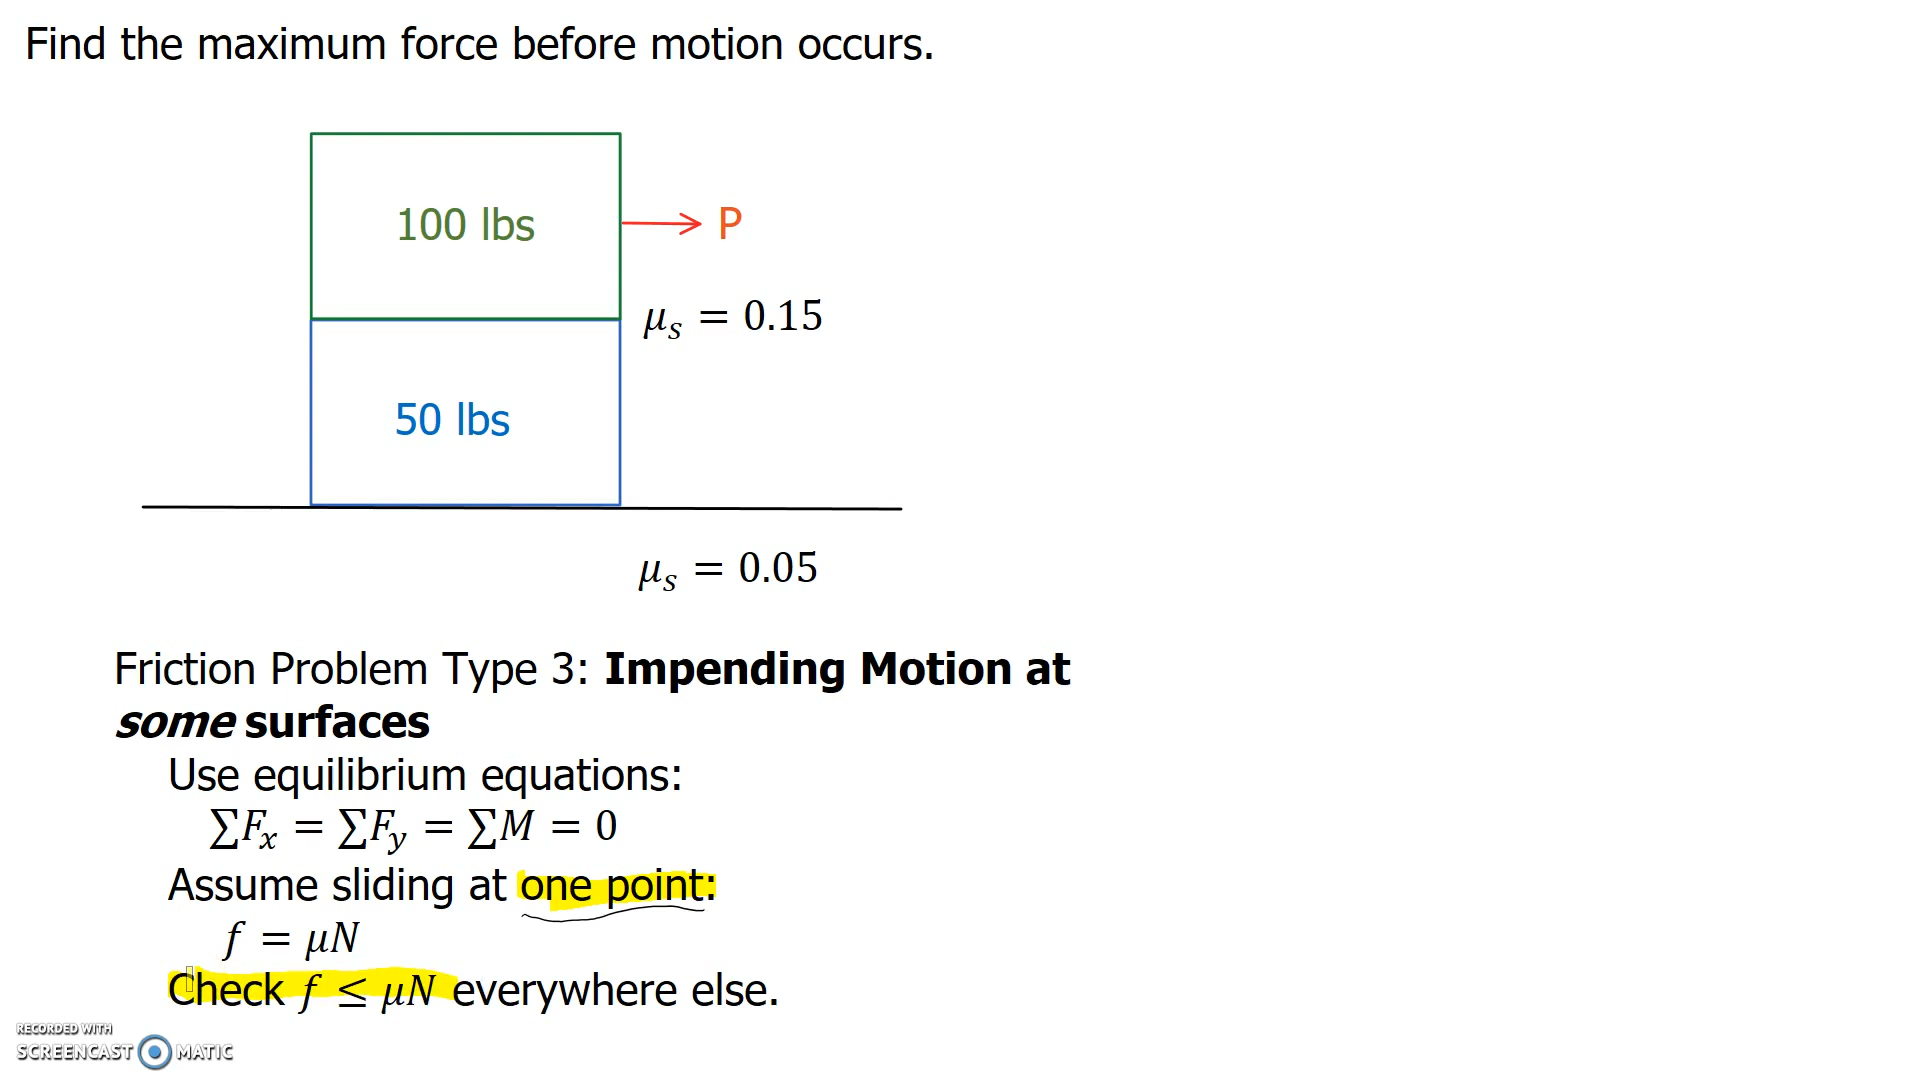 Find the maximum force before motion occurs.
100 lbs
P
μₛ = 0.15
50 lbs
μₛ = 0.05
Friction Problem Type 3: Impending Motion at
some surfaces
Use equilibrium equations:
∑Fₓ = ∑F_y = ∑M = 0
Assume sliding at one point:
f = μN
Check f ≤ μN everywhere else.
RECORDED WITH
SCREENCAST MATIC